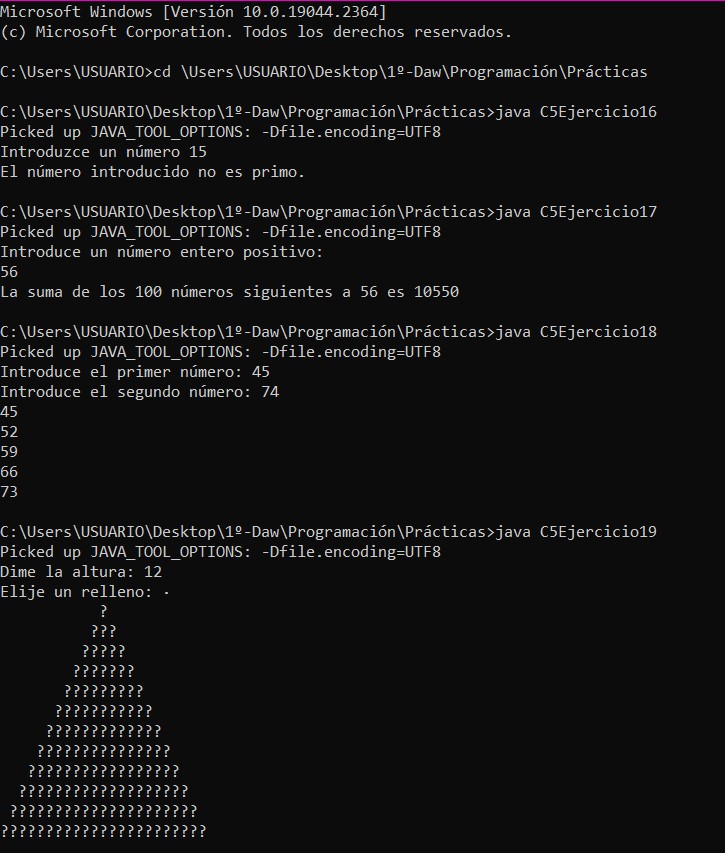 Microsoft Windows [Versión 10.0.19044.2364]
(c) Microsoft Corporation. Todos los derechos reservados.
C:\Users\USUARIO>cd \Users\USUARIO\Desktop\1º-Daw\Programación\Prácticas
C:\Users\USUARIO\Desktop\1º-Daw\Programación\Prácticas>java C5Ejercicio16
Picked up JAVA_TOOL_OPTIONS: -Dfile.encoding=UTF8
Introduzce un número 15
El número introducido no es primo.
C:\Users\USUARIO\Desktop\1º-Daw\Programación\Prácticas>java C5Ejercicio17
Picked up JAVA_TOOL_OPTIONS: -Dfile.encoding=UTF8
Introduce un número entero positivo:
56
La suma de los 100 números siguientes a 56 es 10550
C:\Users\USUARIO\Desktop\1º-Daw\Programación\Prácticas>java C5Ejercicio18
Picked up JAVA_TOOL_OPTIONS: -Dfile.encoding=UTF8
Introduce el primer número: 45
Introduce el segundo número: 74
45
52
59
66
73
C:\Users\USUARIO\Desktop\1º-Daw\Programación\Prácticas>java C5Ejercicio19
Picked up JAVA_TOOL_OPTIONS: -Dfile.encoding=UTF8
Dime la altura: 12
Elije un relleno: ·
           ?
          ???
         ?????
        ???????
       ?????????
      ???????????
     ?????????????
    ???????????????
   ?????????????????
  ???????????????????
 ?????????????????????
???????????????????????